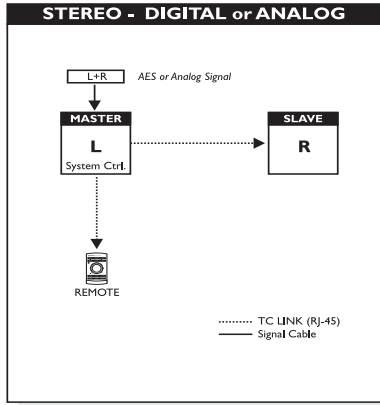 STEREO - DIGITAL or ANALOG
L+R
AES or Analog Signal
MASTER
L
System Ctrl.
SLAVE
R
REMOTE
TC LINK (RJ-45)
Signal Cable